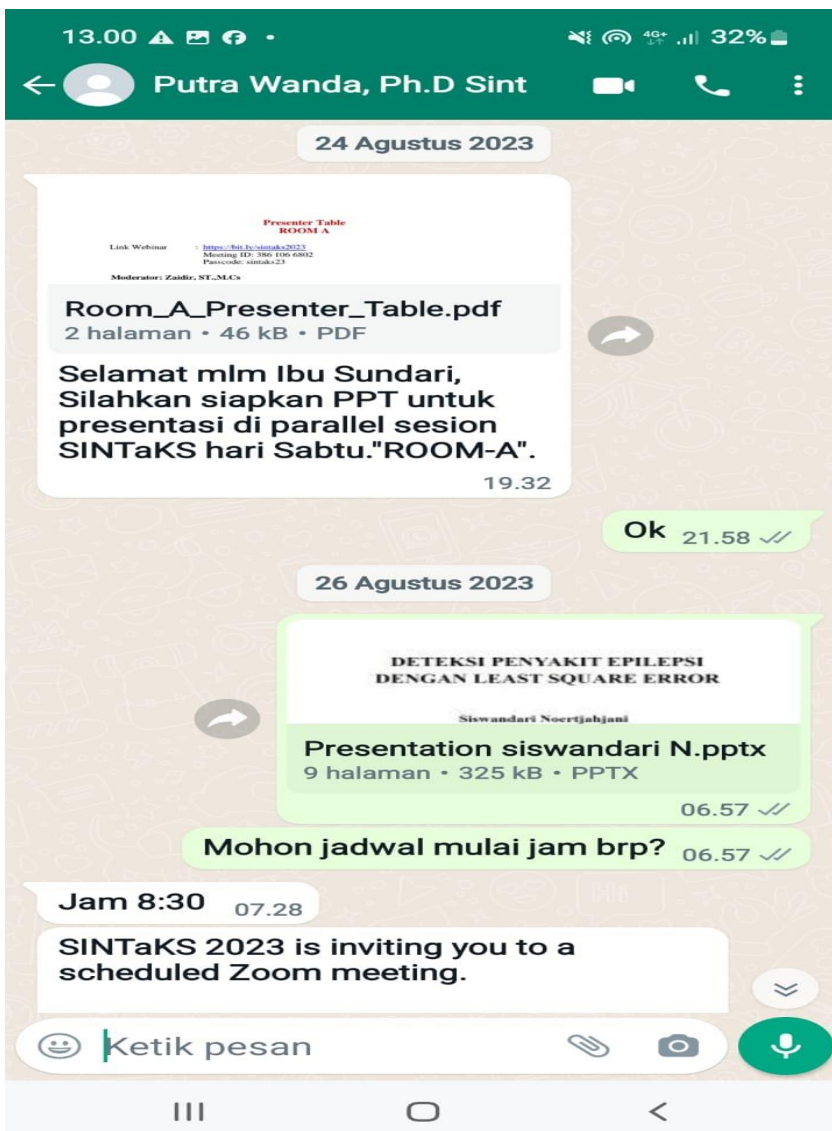 13.00 4G+ 32%
Putra Wanda, Ph.D Sint
24 Agustus 2023
Presenter Table
ROOM A
Link Webinar : https://bit.ly/sintaks2023
Meeting ID: 386 106 6802
Passcode: sintaks23
Moderator: Zaidir, ST.,M.Cs
Room_A_Presenter_Table.pdf
2 halaman • 46 kB • PDF
Selamat mlm Ibu Sundari,
Silahkan siapkan PPT untuk
presentasi di parallel sesion
SINTaKS hari Sabtu."ROOM-A".
19.32
Ok 21.58
26 Agustus 2023
DETEKSI PENYAKIT EPILEPSI
DENGAN LEAST SQUARE ERROR
Siswandari Noertjahjani
Presentation siswandari N.pptx
9 halaman • 325 kB • PPTX
06.57
Mohon jadwal mulai jam brp? 06.57
Jam 8:30 07.28
SINTaKS 2023 is inviting you to a
scheduled Zoom meeting.
Ketik pesan